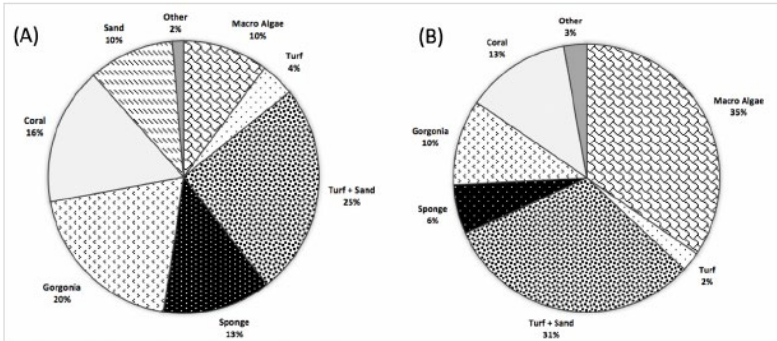 (A)
Other
2%
Macro Algae
10%
Turf
4%
Turf + Sand
25%
Sponge
13%
Gorgonia
20%
Coral
16%
Sand
10%
(B)
Other
3%
Macro Algae
35%
Turf
2%
Turf + Sand
31%
Sponge
6%
Gorgonia
10%
Coral
13%